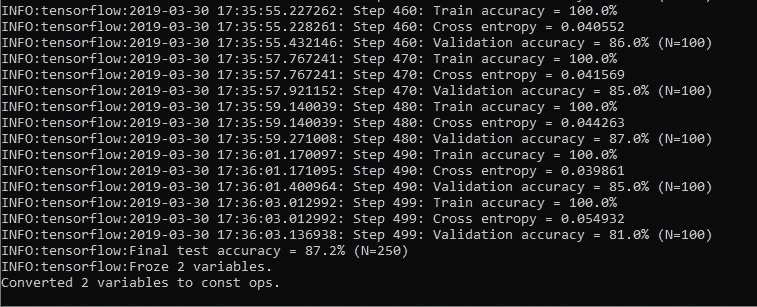 INFO:tensorflow:2019-03-30 17:35:55.227262: Step 460: Train accuracy = 100.0%
INFO:tensorflow:2019-03-30 17:35:55.228261: Step 460: Cross entropy = 0.040552
INFO:tensorflow:2019-03-30 17:35:55.432146: Step 460: Validation accuracy = 86.0% (N=100)
INFO:tensorflow:2019-03-30 17:35:57.767241: Step 470: Train accuracy = 100.0%
INFO:tensorflow:2019-03-30 17:35:57.767241: Step 470: Cross entropy = 0.041569
INFO:tensorflow:2019-03-30 17:35:57.921152: Step 470: Validation accuracy = 85.0% (N=100)
INFO:tensorflow:2019-03-30 17:35:59.140039: Step 480: Train accuracy = 100.0%
INFO:tensorflow:2019-03-30 17:35:59.140039: Step 480: Cross entropy = 0.044263
INFO:tensorflow:2019-03-30 17:35:59.271008: Step 480: Validation accuracy = 87.0% (N=100)
INFO:tensorflow:2019-03-30 17:36:01.170097: Step 490: Train accuracy = 100.0%
INFO:tensorflow:2019-03-30 17:36:01.171095: Step 490: Cross entropy = 0.039861
INFO:tensorflow:2019-03-30 17:36:01.400964: Step 490: Validation accuracy = 85.0% (N=100)
INFO:tensorflow:2019-03-30 17:36:03.012992: Step 499: Train accuracy = 100.0%
INFO:tensorflow:2019-03-30 17:36:03.012992: Step 499: Cross entropy = 0.054932
INFO:tensorflow:2019-03-30 17:36:03.136938: Step 499: Validation accuracy = 81.0% (N=100)
INFO:tensorflow:Final test accuracy = 87.2% (N=250)
INFO:tensorflow:Froze 2 variables.
Converted 2 variables to const ops.